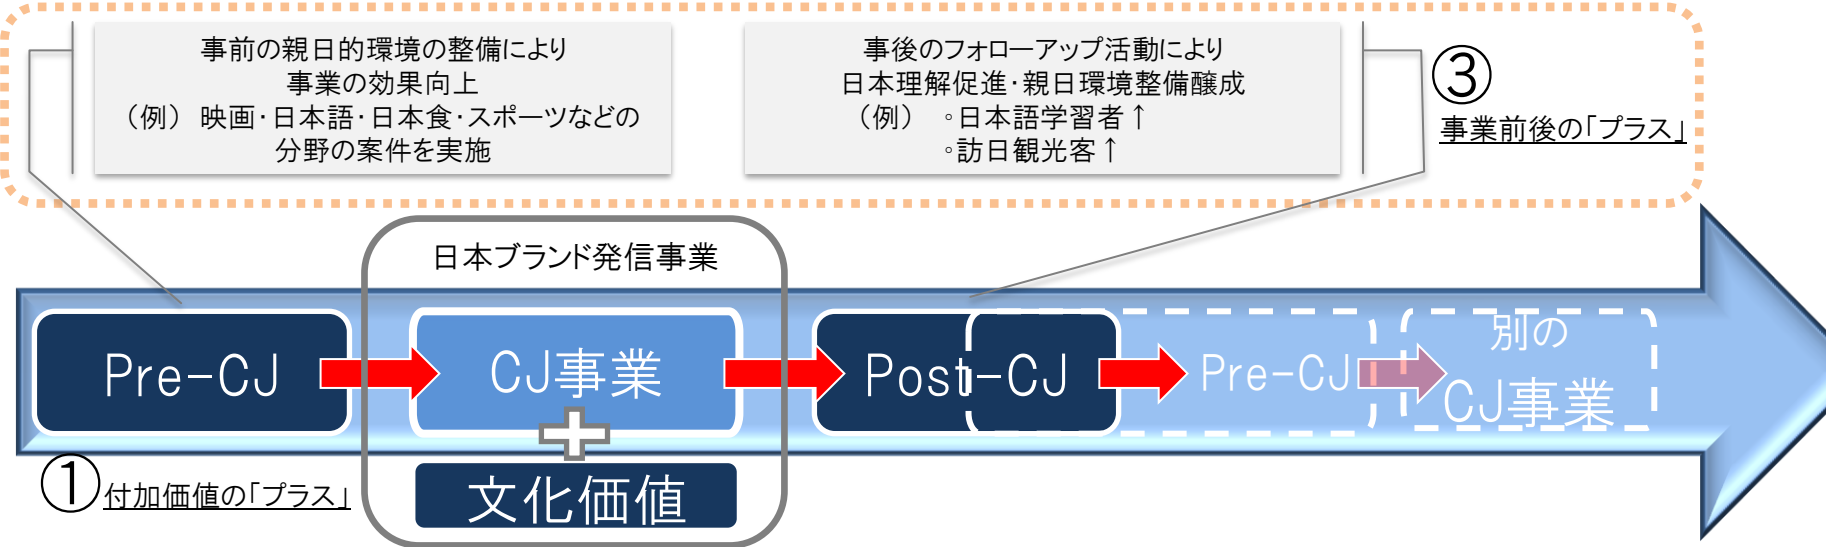 事前の親日的環境の整備により
事業の効果向上
（例） 映画・日本語・日本食・スポーツなどの
分野の案件を実施
事後のフォローアップ活動により
日本理解促進・親日環境整備醸成
（例） ◦日本語学習者↑
◦訪日観光客↑
③
事業前後の「プラス」
日本ブランド発信事業
Pre-CJ
CJ事業
Post-CJ
Pre-CJ
別の
CJ事業
①付加価値の「プラス」
文化価値